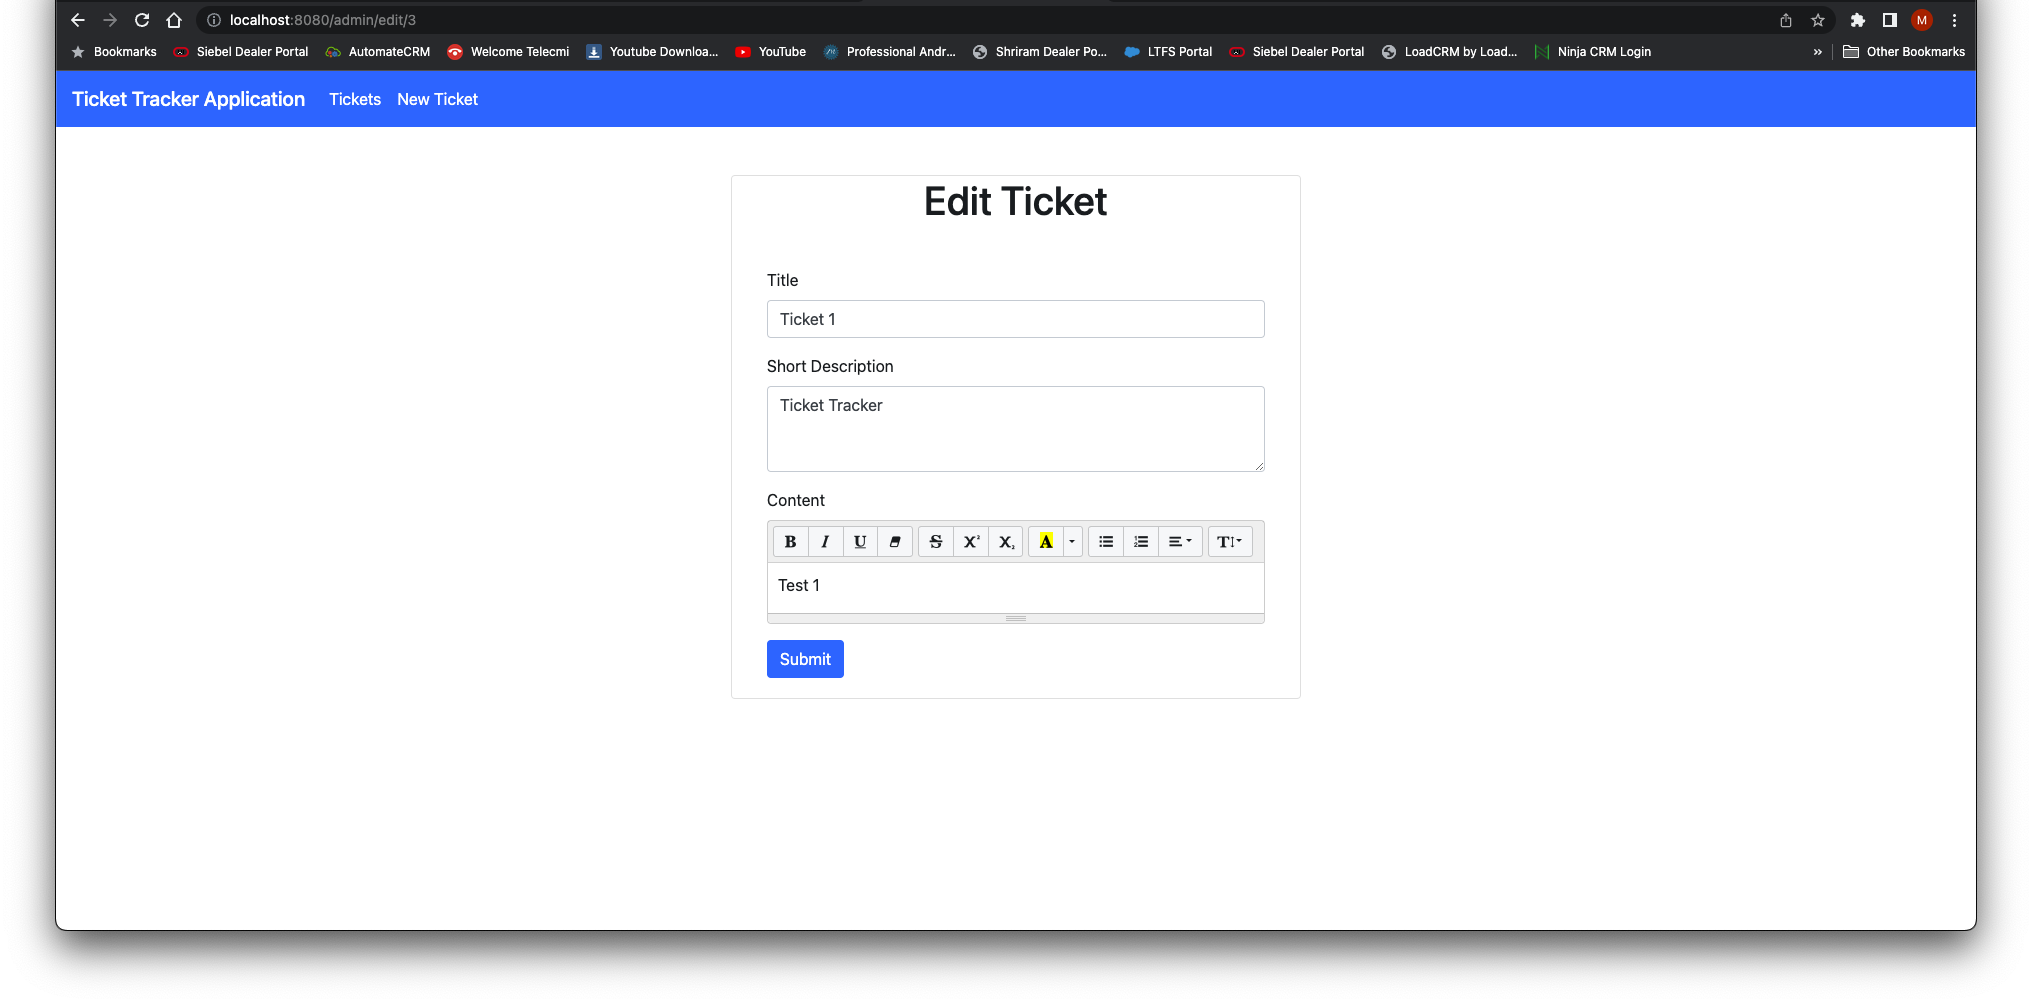 localhost:8080/admin/edit/3 M
Bookmarks Siebel Dealer Portal AutomateCRM Welcome Telecmi Youtube Downloa... YouTube Professional Andr... Shriram Dealer Po... LTFS Portal Siebel Dealer Portal LoadCRM by Load... Ninja CRM Login » Other Bookmarks
Ticket Tracker Application Tickets New Ticket
Edit Ticket
Title
Ticket 1
Short Description
Ticket Tracker
Content
B I U S X² X₂ A T
Test 1
Submit